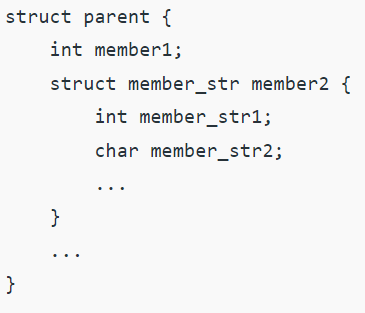 struct parent {
    int member1;
    struct member_str member2 {
        int member_str1;
        char member_str2;
        ...
    }
    ...
}